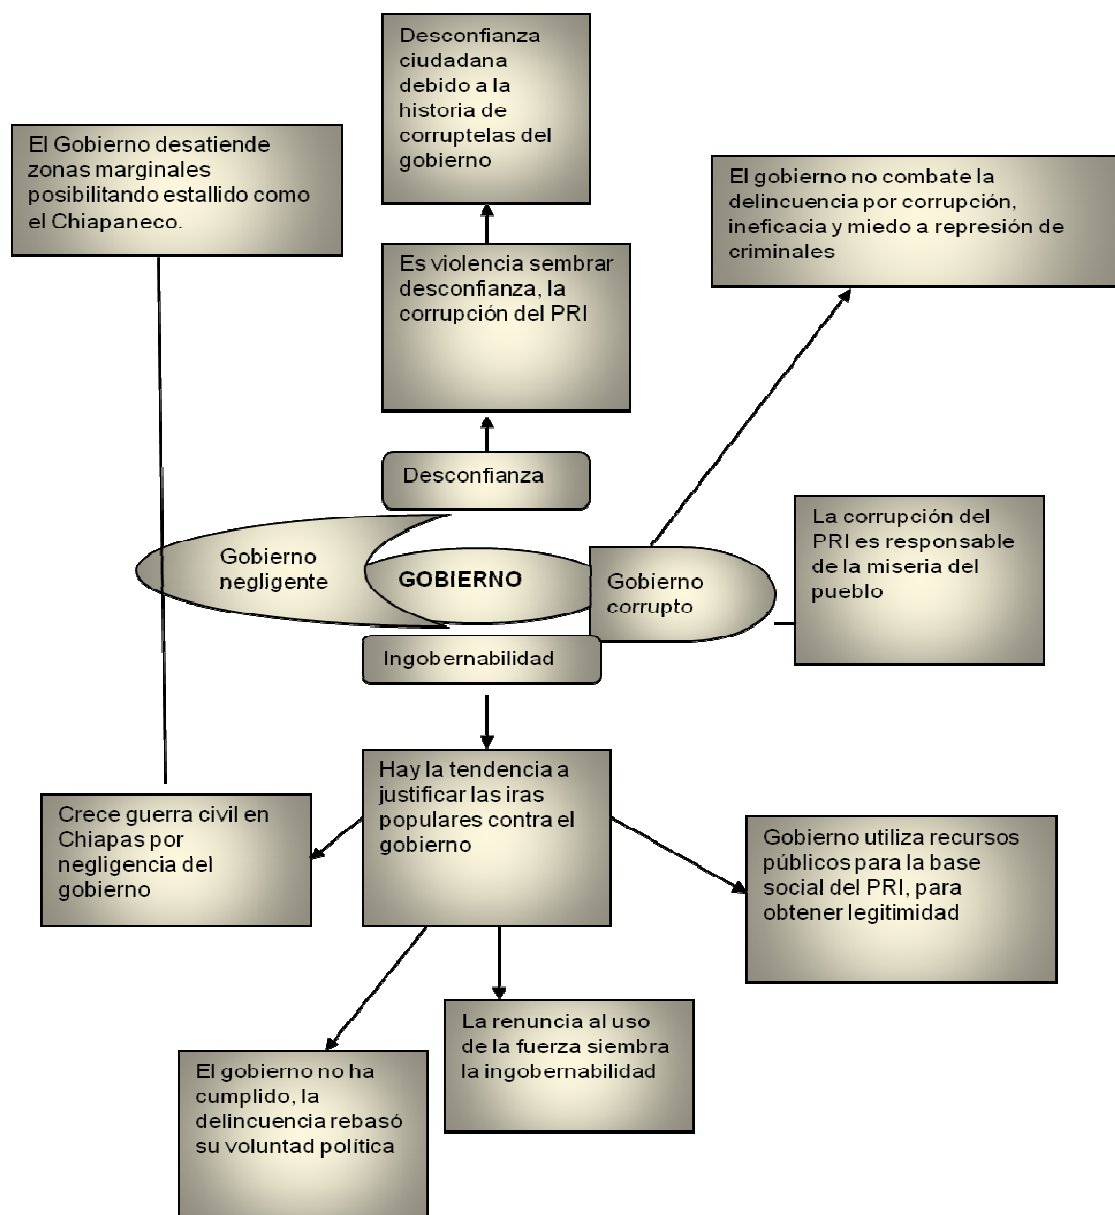 Desconfianza
ciudadana
debido a la
historia de
corruptelas del
gobierno
El Gobierno desatiende
zonas marginales
posibilitando estallido como
el Chiapaneco.
El gobierno no combate la
delincuencia por corrupción,
ineficacia y miedo a represión de
criminales
Es violencia sembrar
desconfianza, la
corrupción del PRI
Desconfianza
Gobierno
negligente
GOBIERNO
Gobierno
corrupto
La corrupción del
PRI es responsable
de la miseria del
pueblo
Ingobernabilidad
Hay la tendencia a
justificar las iras
populares contra el
gobierno
Crece guerra civil en
Chiapas por
negligencia del
gobierno
Gobierno utiliza recursos
públicos para la base
social del PRI, para
obtener legitimidad
La renuncia al uso
de la fuerza siembra
la ingobernabilidad
El gobierno no ha
cumplido, la
delincuencia rebasó
su voluntad política